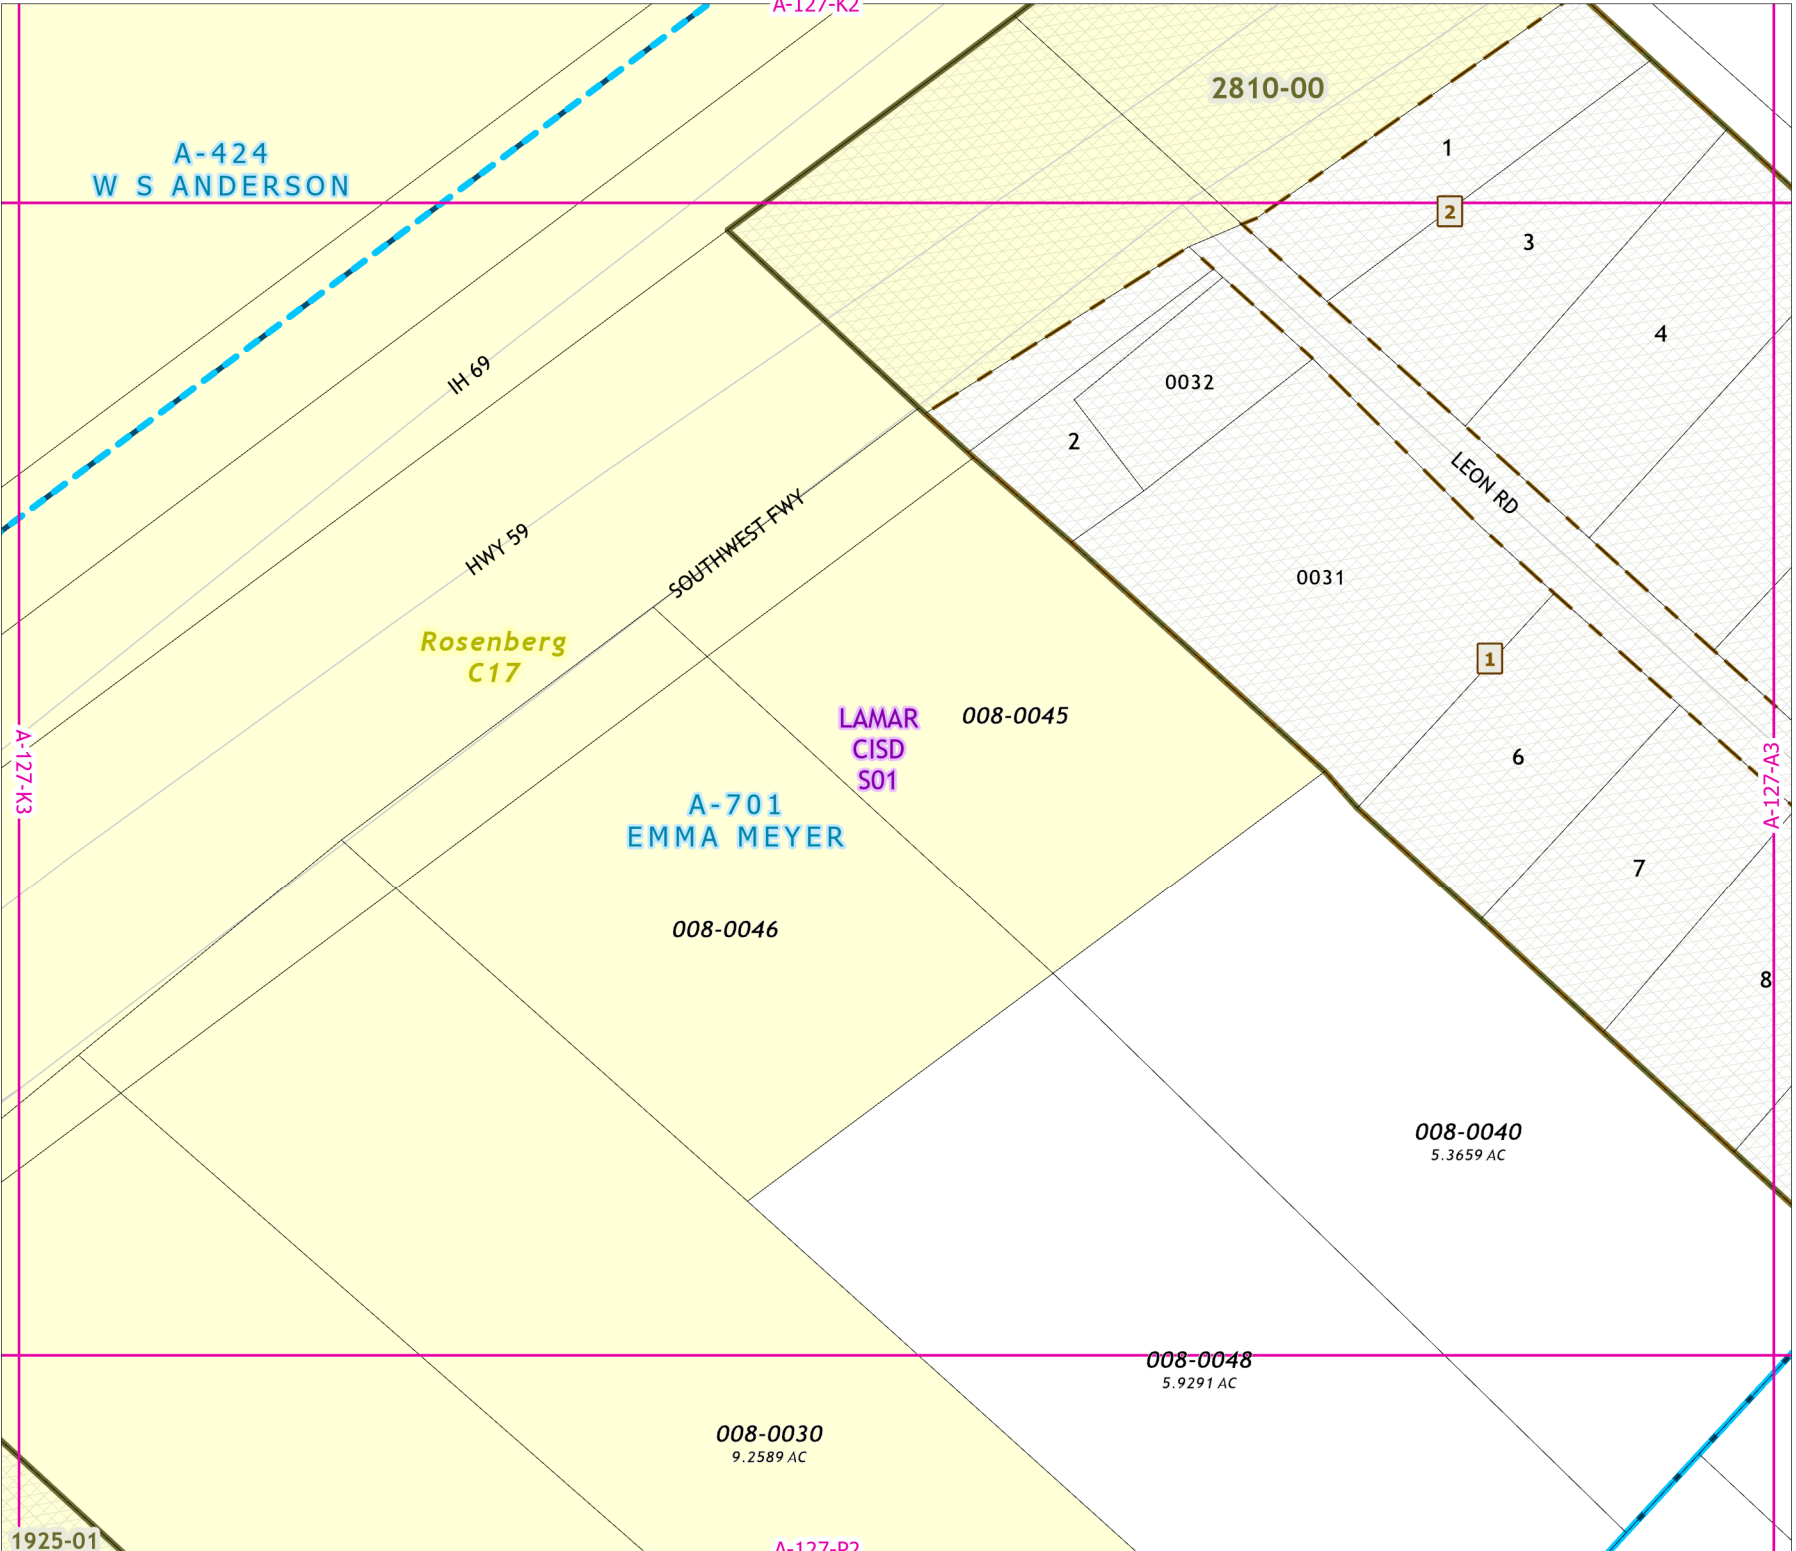 A-127-K2
2810-00
A-424
W S ANDERSON
1
2
3
4
IH 69
0032
2
LEON RD
HWY 59
SOUTHWEST FWY
0031
Rosenberg
C17
1
LAMAR
CISD
S01
008-0045
6
A-127-K3
A-127-A3
A-701
EMMA MEYER
7
008-0046
8
008-0040
5.3659 AC
008-0048
5.9291 AC
008-0030
9.2589 AC
1925-01